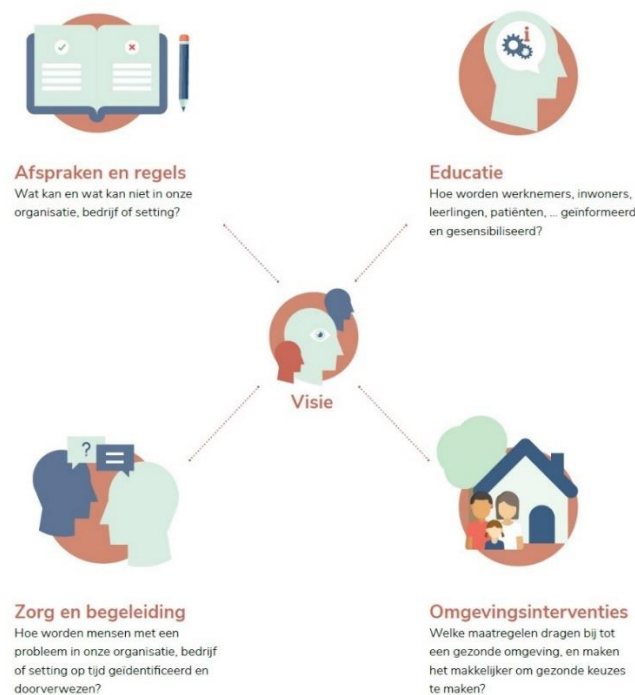 Afspraken en regels
Wat kan en wat kan niet in onze
organisatie, bedrijf of setting?
Educatie
Hoe worden werknemers, inwoners,
leerlingen, patiënten, ... geïnformeerd
en gesensibiliseerd?
i
Visie
?
=
Zorg en begeleiding
Hoe worden mensen met een
probleem in onze organisatie, bedrijf
of setting op tijd geïdentificeerd en
doorverwezen?
Omgevingsinterventies
Welke maatregelen dragen bij tot
een gezonde omgeving, en maken
het makkelijker om gezonde keuzes
te maken?